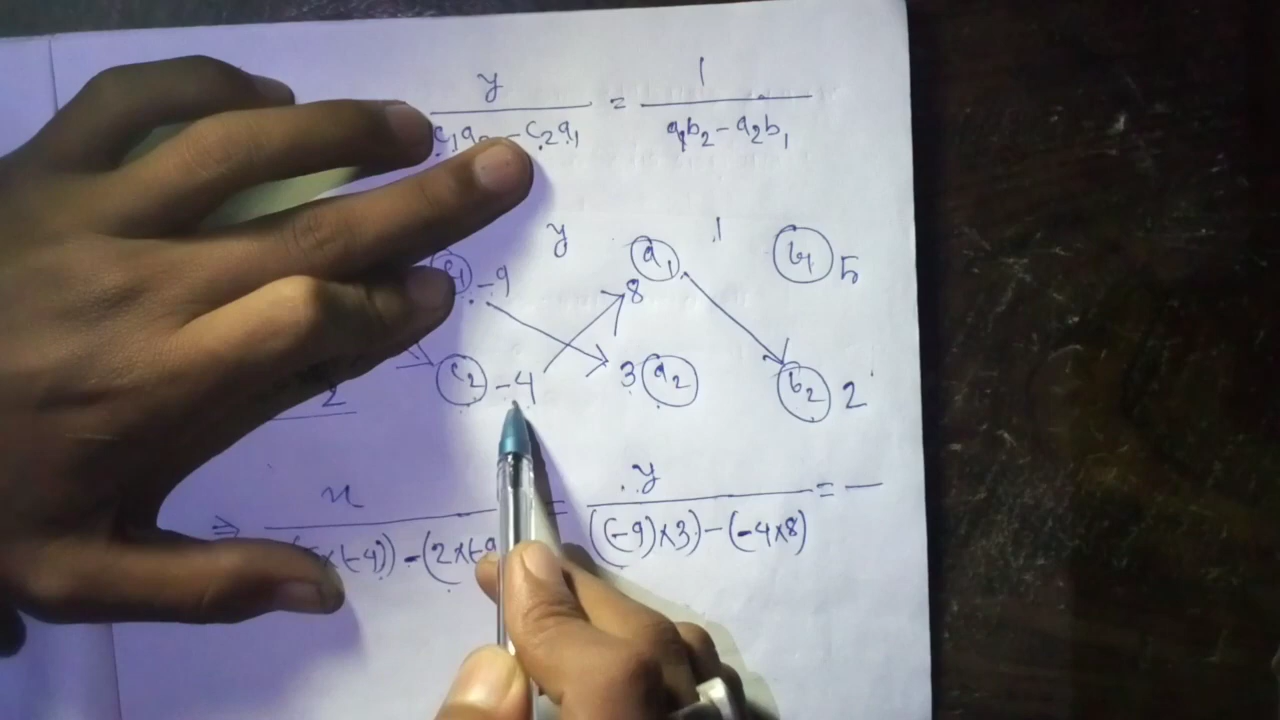 y = 1
c₁a₂ - c₂a₁ a₁b₂ - a₂b₁
y 1
c₁ -9 a₁ b₁ 5
8
2 c₂ -4 3 a₂ b₂ 2
x y
⇒ = = —
×(-4)) - (2×(-9 ((-9)×3) - (-4×8)